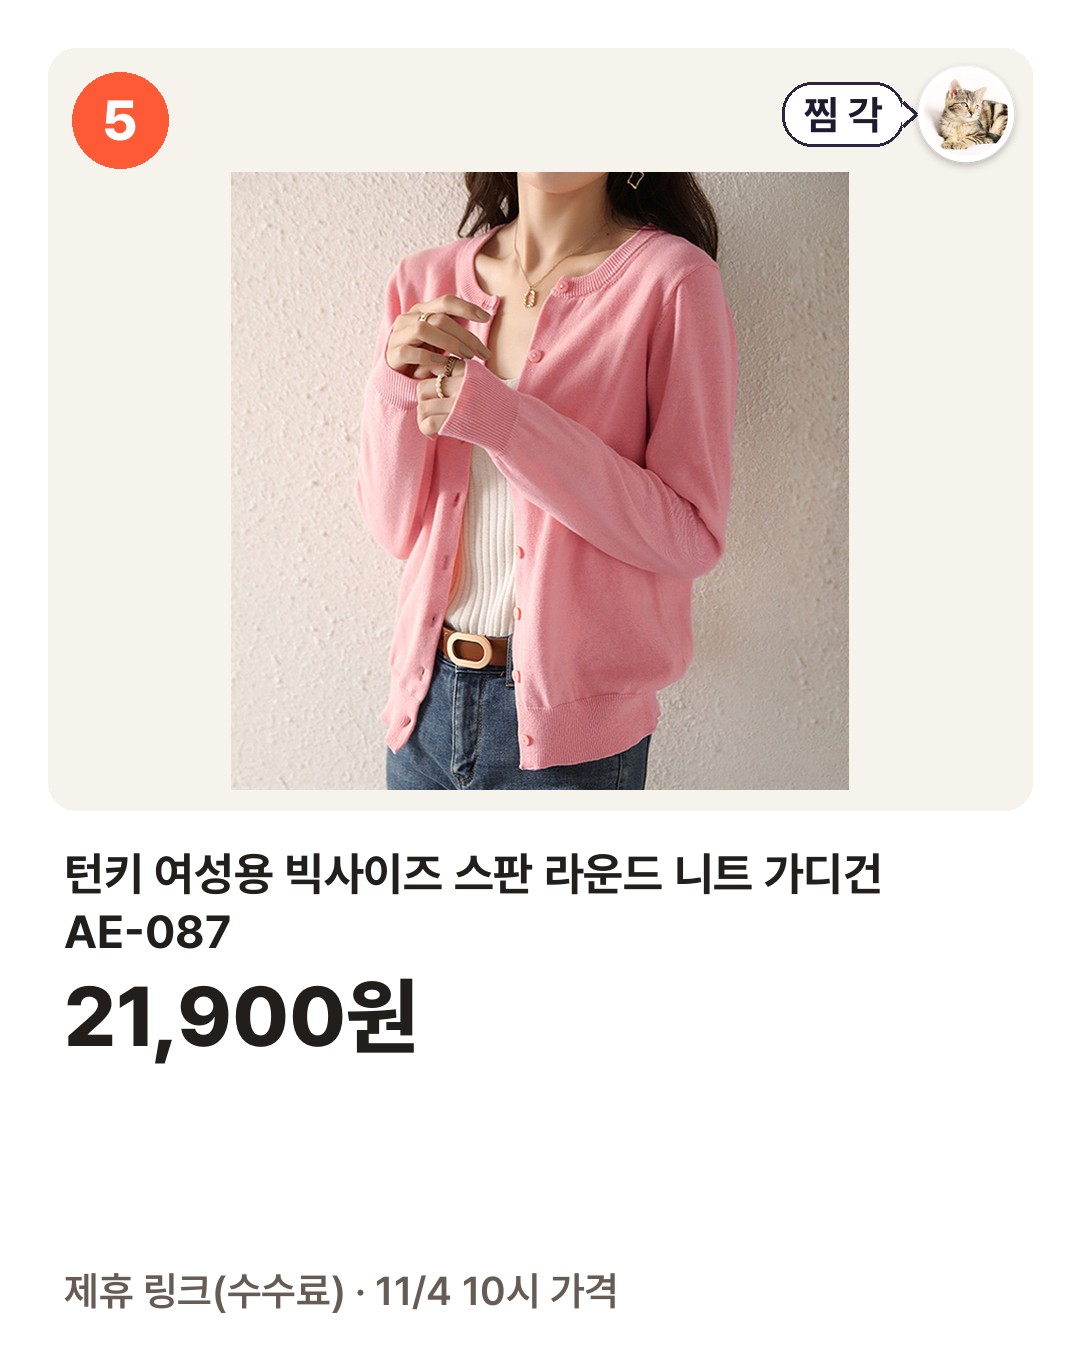 5
찜 각
턴키 여성용 빅사이즈 스판 라운드 니트 가디건
AE-087
21,900원
제휴 링크(수수료) · 11/4 10시 가격